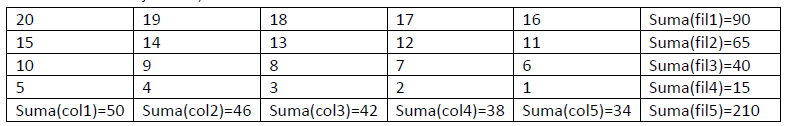 20 19 18 17 16 Suma(fil1)=90
15 14 13 12 11 Suma(fil2)=65
10 9 8 7 6 Suma(fil3)=40
5 4 3 2 1 Suma(fil4)=15
Suma(col1)=50 Suma(col2)=46 Suma(col3)=42 Suma(col4)=38 Suma(col5)=34 Suma(fil5)=210